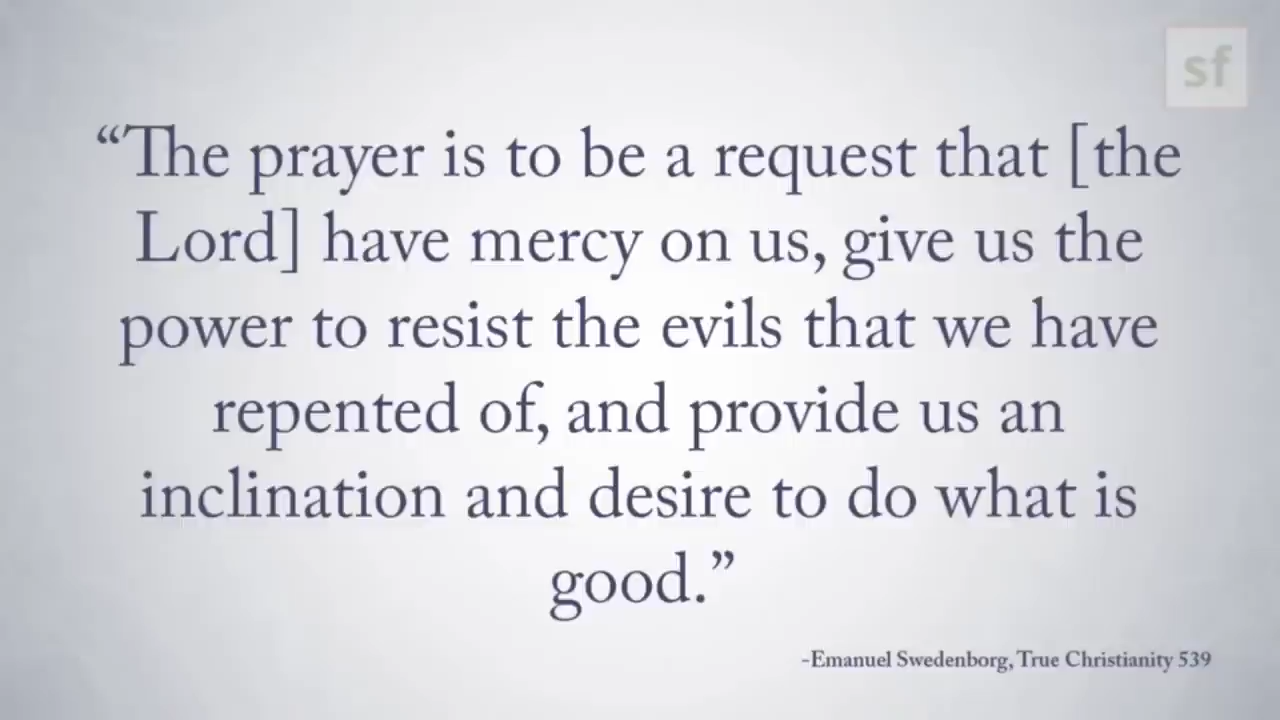 sf
“The prayer is to be a request that [the
Lord] have mercy on us, give us the
power to resist the evils that we have
repented of, and provide us an
inclination and desire to do what is
good.”
-Emanuel Swedenborg, True Christianity 539